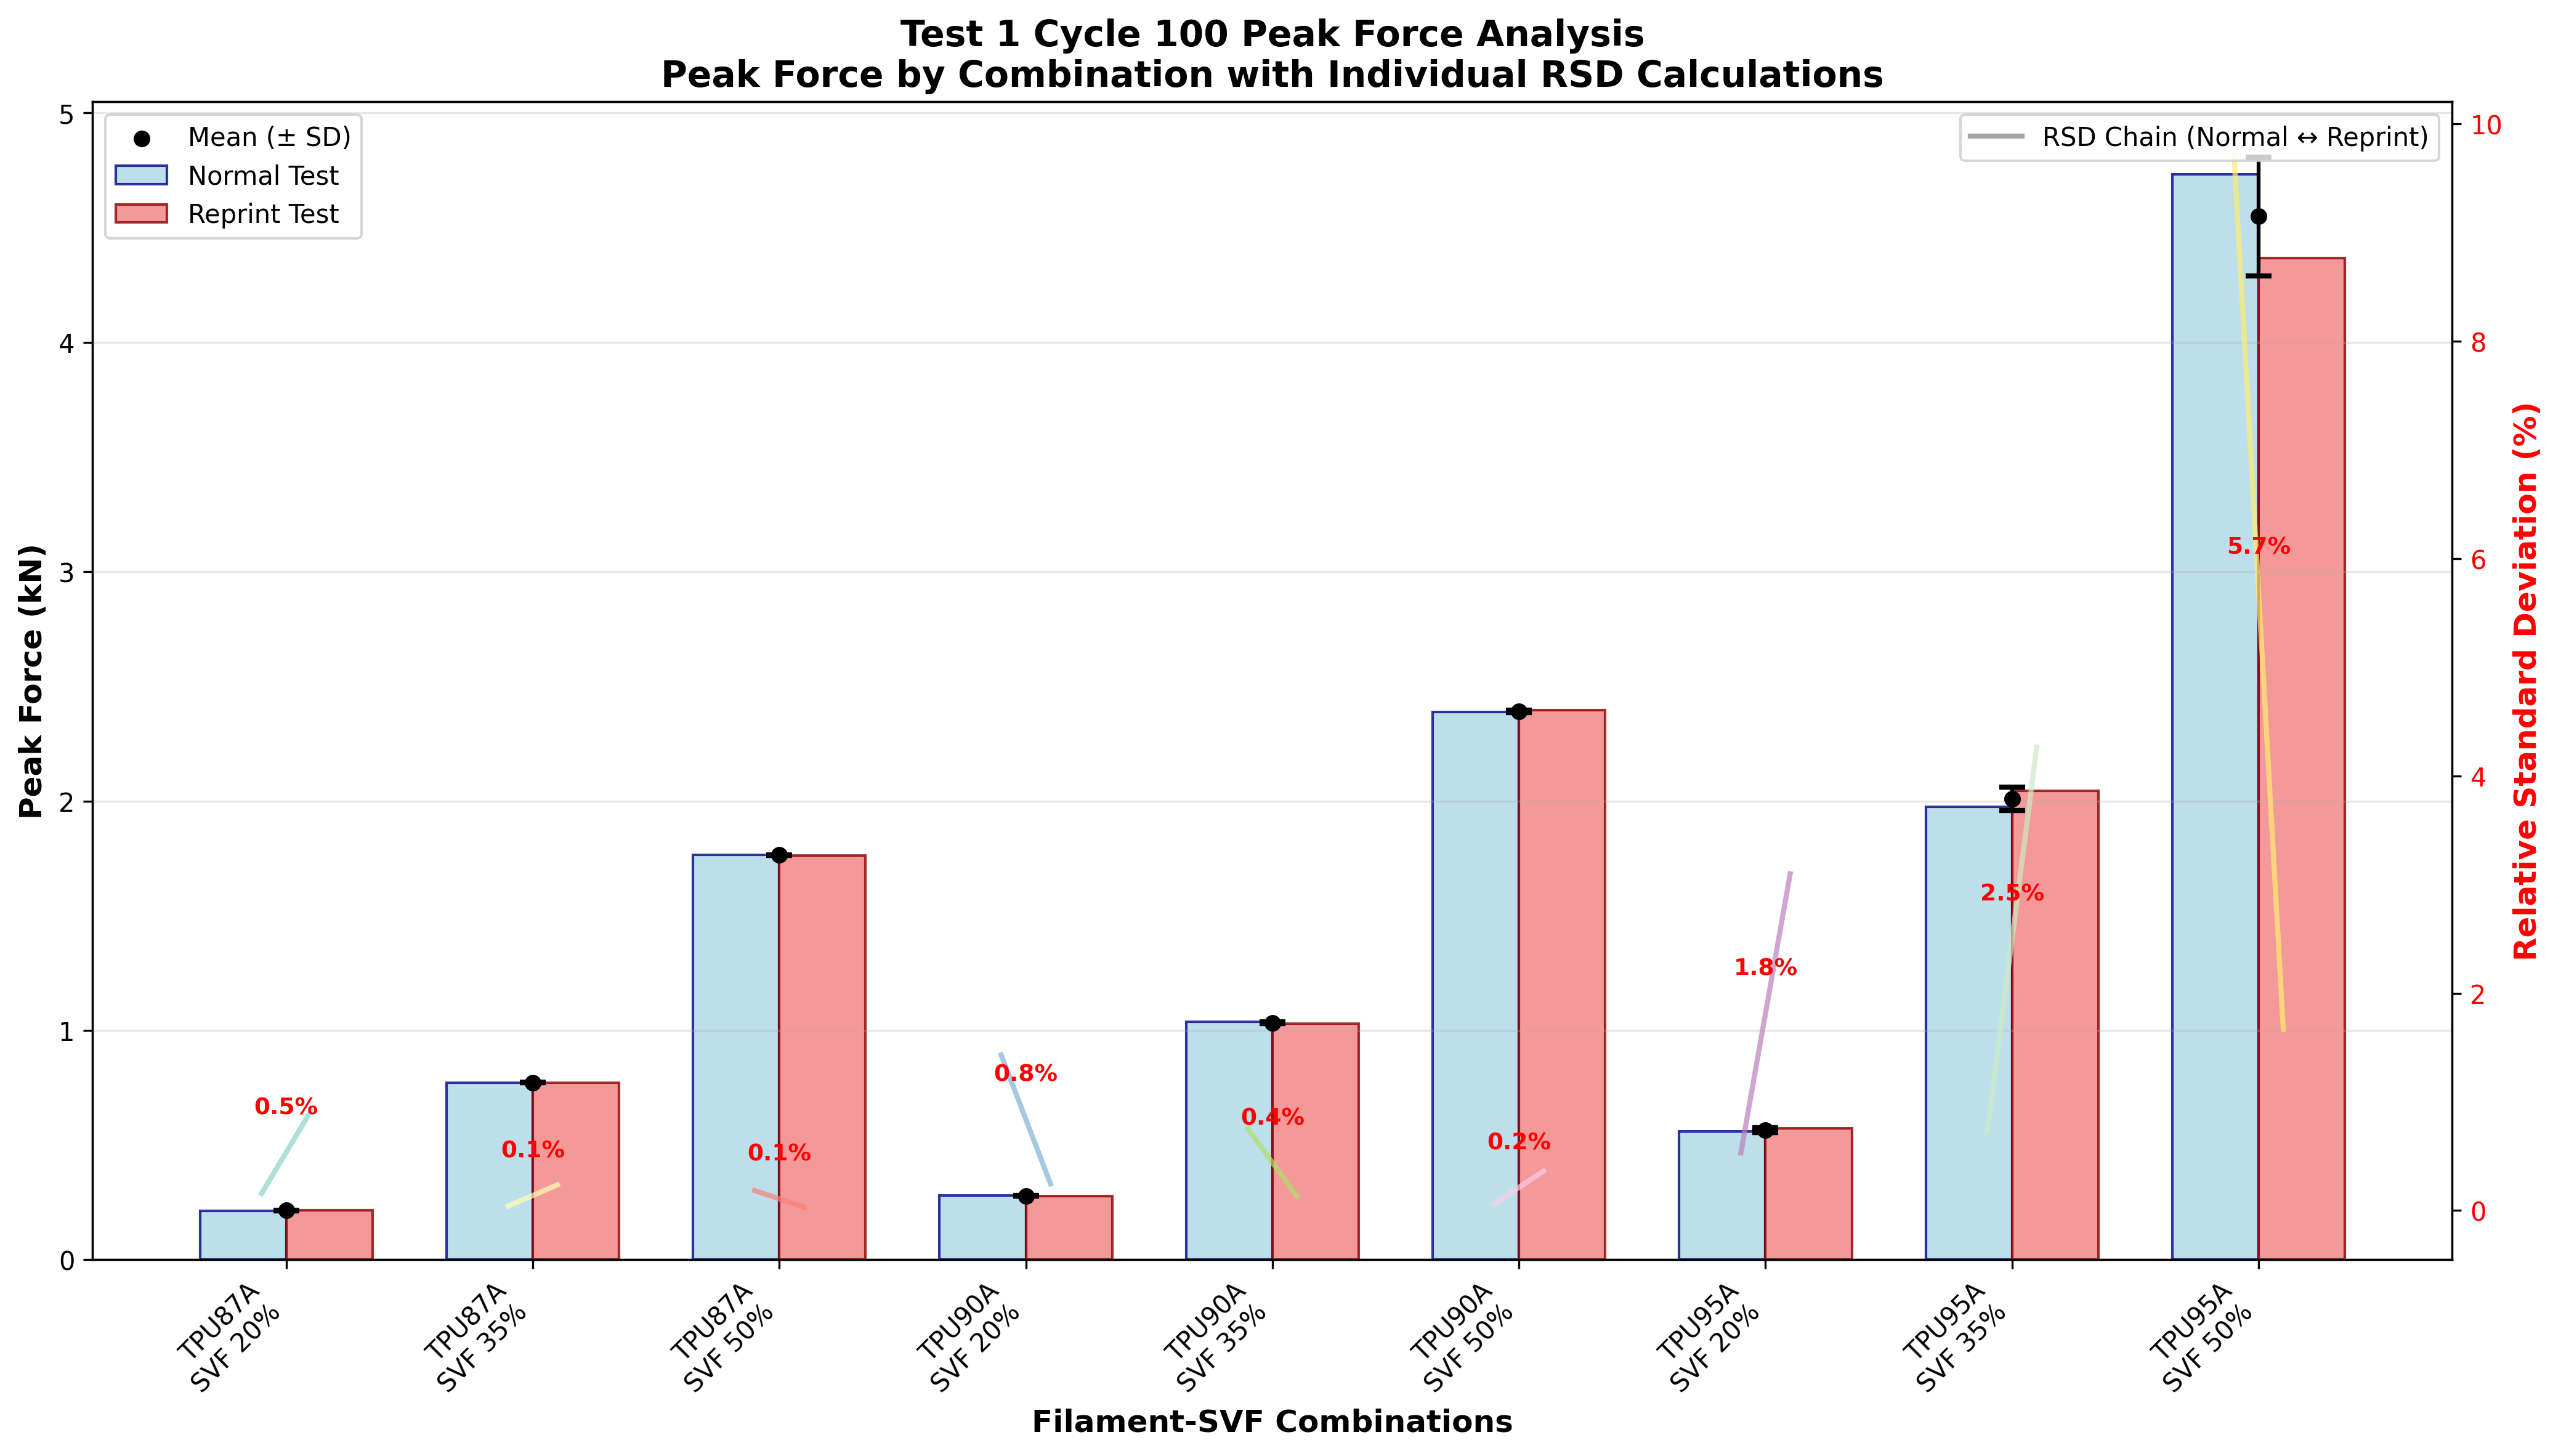 Test 1 Cycle 100 Peak Force Analysis
Peak Force by Combination with Individual RSD Calculations
Mean (± SD)
Normal Test
Reprint Test
RSD Chain (Normal ↔ Reprint)
Peak Force (kN)
5
4
3
2
1
0
Relative Standard Deviation (%)
10
8
6
4
2
0
0.5%
0.1%
0.1%
0.8%
0.4%
0.2%
1.8%
2.5%
5.7%
TPU87A
SVF 20%
TPU87A
SVF 35%
TPU87A
SVF 50%
TPU90A
SVF 20%
TPU90A
SVF 35%
TPU90A
SVF 50%
TPU95A
SVF 20%
TPU95A
SVF 35%
TPU95A
SVF 50%
Filament-SVF Combinations